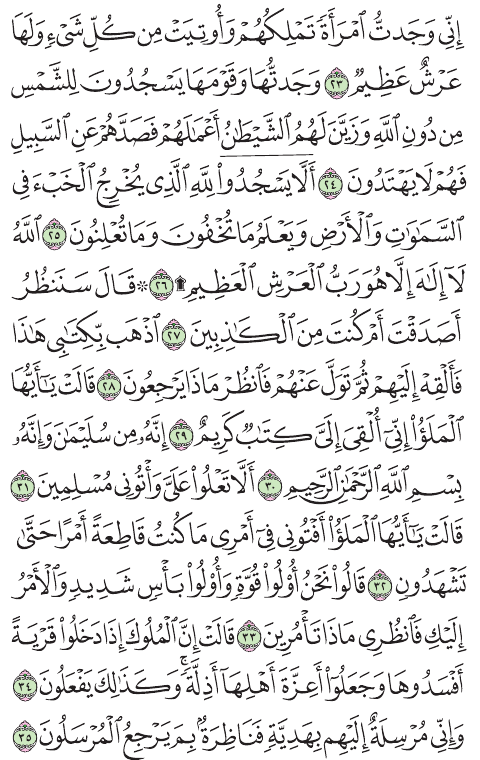 إِنِّي وَجَدتُّ ٱمۡرَأَةٗ تَمۡلِكُهُمۡ وَأُوتِيَتۡ مِن كُلِّ شَيۡءٖ وَلَهَا
عَرۡشٌ عَظِيمٞ ٢٣ وَجَدتُّهَا وَقَوۡمَهَا يَسۡجُدُونَ لِلشَّمۡسِ
مِن دُونِ ٱللَّهِ وَزَيَّنَ لَهُمُ ٱلشَّيۡطَٰنُ أَعۡمَٰلَهُمۡ فَصَدَّهُمۡ عَنِ ٱلسَّبِيلِ
فَهُمۡ لَا يَهۡتَدُونَ ٢٤ أَلَّاۤ يَسۡجُدُواْۤ لِلَّهِ ٱلَّذِي يُخۡرِجُ ٱلۡخَبۡءَ فِي
ٱلسَّمَٰوَٰتِ وَٱلۡأَرۡضِ وَيَعۡلَمُ مَا تُخۡفُونَ وَمَا تُعۡلِنُونَ ٢٥ ٱللَّهُ
لَآ إِلَٰهَ إِلَّا هُوَ رَبُّ ٱلۡعَرۡشِ ٱلۡعَظِيمِ۩ ٢٦ ۞ قَالَ سَنَنظُرُ
أَصَدَقۡتَ أَمۡ كُنتَ مِنَ ٱلۡكَٰذِبِينَ ٢٧ ٱذۡهَب بِّكِتَٰبِي هَٰذَا
فَأَلۡقِهۡ إِلَيۡهِمۡ ثُمَّ تَوَلَّ عَنۡهُمۡ فَٱنظُرۡ مَاذَا يَرۡجِعُونَ ٢٨ قَالَتۡ يَٰٓأَيُّهَا
ٱلۡمَلَؤُاْ إِنِّيٓ أُلۡقِيَ إِلَيَّ كِتَٰبٞ كَرِيمٌ ٢٩ إِنَّهُۥ مِن سُلَيۡمَٰنَ وَإِنَّهُۥ
بِسۡمِ ٱللَّهِ ٱلرَّحۡمَٰنِ ٱلرَّحِيمِ ٣٠ أَلَّا تَعۡلُواْ عَلَيَّ وَأۡتُونِي مُسۡلِمِينَ ٣١
قَالَتۡ يَٰٓأَيُّهَا ٱلۡمَلَؤُاْ أَفۡتُونِي فِيٓ أَمۡرِي مَا كُنتُ قَاطِعَةً أَمۡرًا حَتَّىٰ
تَشۡهَدُونِ ٣٢ قَالُواْ نَحۡنُ أُوْلُواْ قُوَّةٖ وَأُوْلُواْ بَأۡسٖ شَدِيدٖ وَٱلۡأَمۡرُ
إِلَيۡكِ فَٱنظُرِي مَاذَا تَأۡمُرِينَ ٣٣ قَالَتۡ إِنَّ ٱلۡمُلُوكَ إِذَا دَخَلُواْ قَرۡيَةً
أَفۡسَدُوهَا وَجَعَلُوٓاْ أَعِزَّةَ أَهۡلِهَآ أَذِلَّةٗۚ وَكَذَٰلِكَ يَفۡعَلُونَ ٣٤
وَإِنِّي مُرۡسِلَةٌ إِلَيۡهِم بِهَدِيَّةٖ فَنَاظِرَةُۢ بِمَ يَرۡجِعُ ٱلۡمُرۡسَلُونَ ٣٥